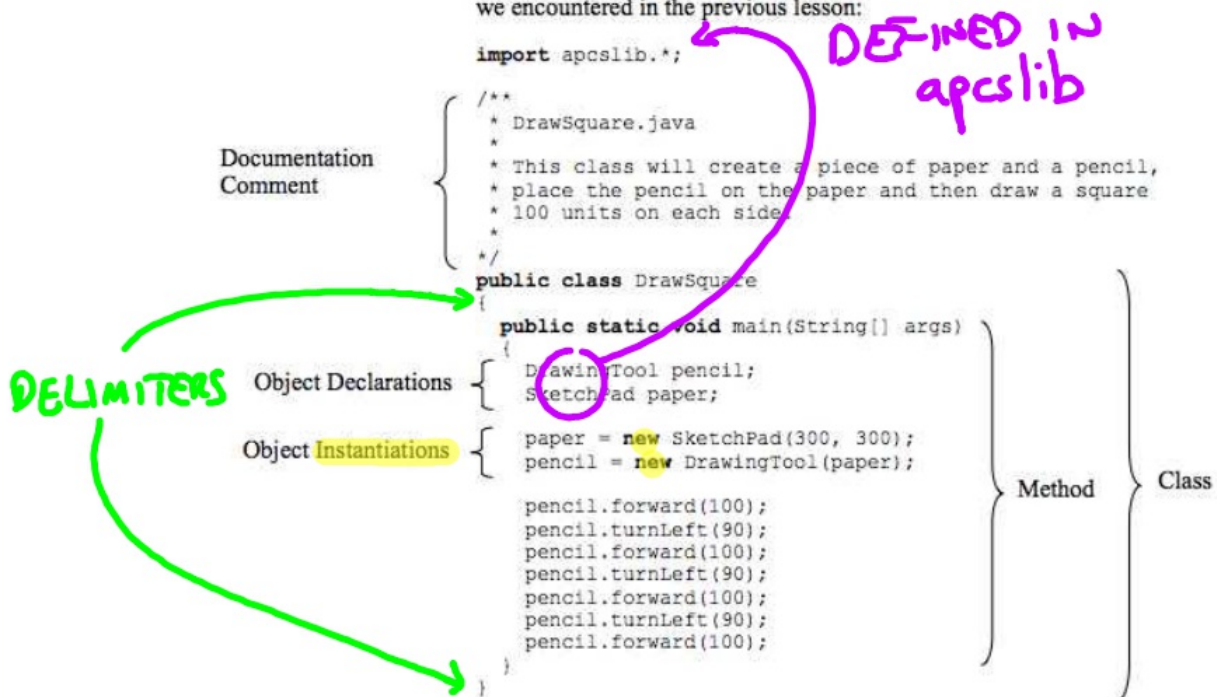 we encountered in the previous lesson:
DEFINED IN
apcslib
import apcslib.*;
/**
* DrawSquare.java
*
* This class will create a piece of paper and a pencil,
* place the pencil on the paper and then draw a square
* 100 units on each side.
*
*/
Documentation
Comment
public class DrawSquare
{
public static void main(String[] args)
{
DELIMITERS
Object Declarations
DrawingTool pencil;
SketchPad paper;
Object Instantiations
paper = new SketchPad(300, 300);
pencil = new DrawingTool(paper);
pencil.forward(100);
pencil.turnLeft(90);
pencil.forward(100);
pencil.turnLeft(90);
pencil.forward(100);
pencil.turnLeft(90);
pencil.forward(100);
}
}
Method
Class